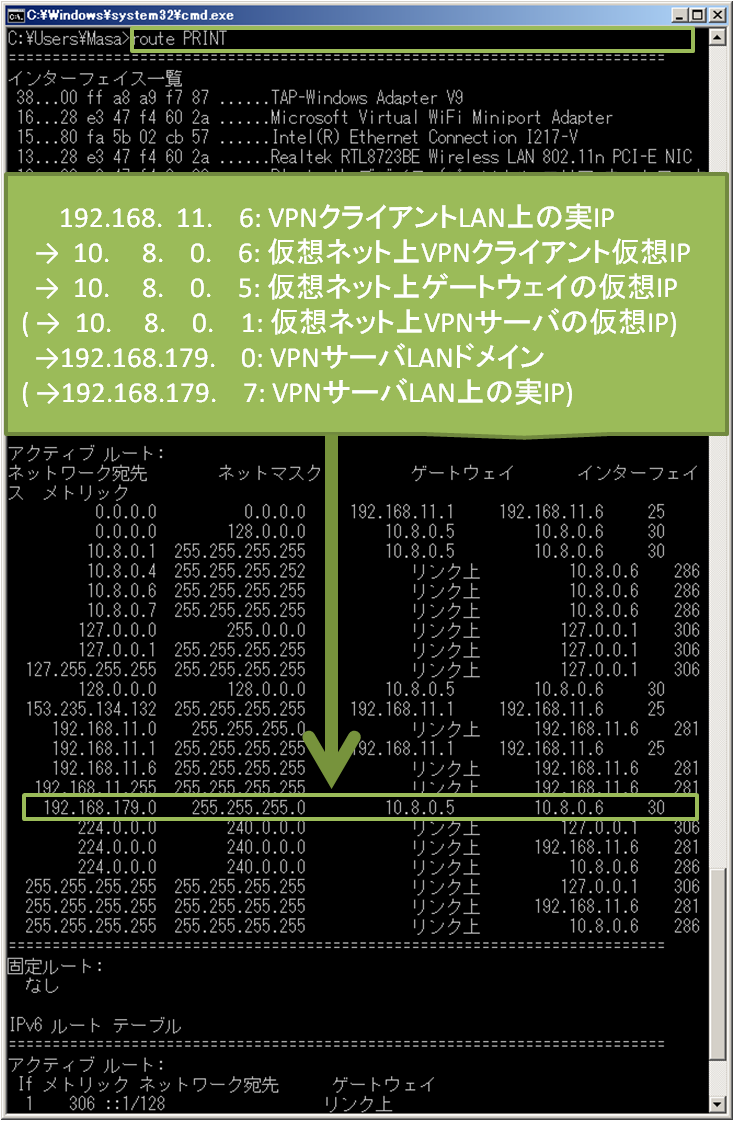 C:¥Windows¥system32¥cmd.exe
C:¥Users¥Masa>route PRINT
===========================================================================
インターフェイス一覧
38...00 ff a8 a9 f7 87 ......TAP-Windows Adapter V9
16...28 e3 47 f4 60 2a ......Microsoft Virtual WiFi Miniport Adapter
15...80 fa 5b 02 cb 57 ......Intel(R) Ethernet Connection I217-V
13...28 e3 47 f4 60 2a ......Realtek RTL8723BE Wireless LAN 802.11n PCI-E NIC
192.168. 11. 6: VPNクライアントLAN上の実IP
→ 10. 8. 0. 6: 仮想ネット上VPNクライアント仮想IP
→ 10. 8. 0. 5: 仮想ネット上ゲートウェイの仮想IP
( → 10. 8. 0. 1: 仮想ネット上VPNサーバの仮想IP)
→192.168.179. 0: VPNサーバLANドメイン
( →192.168.179. 7: VPNサーバLAN上の実IP)
アクティブ ルート:
ネットワーク宛先 ネットマスク ゲートウェイ インターフェイ
ス メトリック
0.0.0.0 0.0.0.0 192.168.11.1 192.168.11.6 25
0.0.0.0 128.0.0.0 10.8.0.5 10.8.0.6 30
10.8.0.1 255.255.255.255 10.8.0.5 10.8.0.6 30
10.8.0.4 255.255.255.252 リンク上 10.8.0.6 286
10.8.0.6 255.255.255.255 リンク上 10.8.0.6 286
10.8.0.7 255.255.255.255 リンク上 10.8.0.6 286
127.0.0.0 255.0.0.0 リンク上 127.0.0.1 306
127.0.0.1 255.255.255.255 リンク上 127.0.0.1 306
127.255.255.255 255.255.255.255 リンク上 127.0.0.1 306
128.0.0.0 128.0.0.0 10.8.0.5 10.8.0.6 30
153.235.134.132 255.255.255.255 192.168.11.1 192.168.11.6 25
192.168.11.0 255.255.255.0 リンク上 192.168.11.6 281
192.168.11.1 255.255.255.255 192.168.11.1 192.168.11.6 25
192.168.11.6 255.255.255.255 リンク上 192.168.11.6 281
192.168.11.255 255.255.255.255 リンク上 192.168.11.6 281
192.168.179.0 255.255.255.0 10.8.0.5 10.8.0.6 30
224.0.0.0 240.0.0.0 リンク上 127.0.0.1 306
224.0.0.0 240.0.0.0 リンク上 192.168.11.6 281
224.0.0.0 240.0.0.0 リンク上 10.8.0.6 286
255.255.255.255 255.255.255.255 リンク上 127.0.0.1 306
255.255.255.255 255.255.255.255 リンク上 192.168.11.6 281
255.255.255.255 255.255.255.255 リンク上 10.8.0.6 286
===========================================================================
固定ルート:
なし
IPv6 ルート テーブル
===========================================================================
アクティブ ルート:
If メトリック ネットワーク宛先 ゲートウェイ
1 306 ::1/128 リンク上